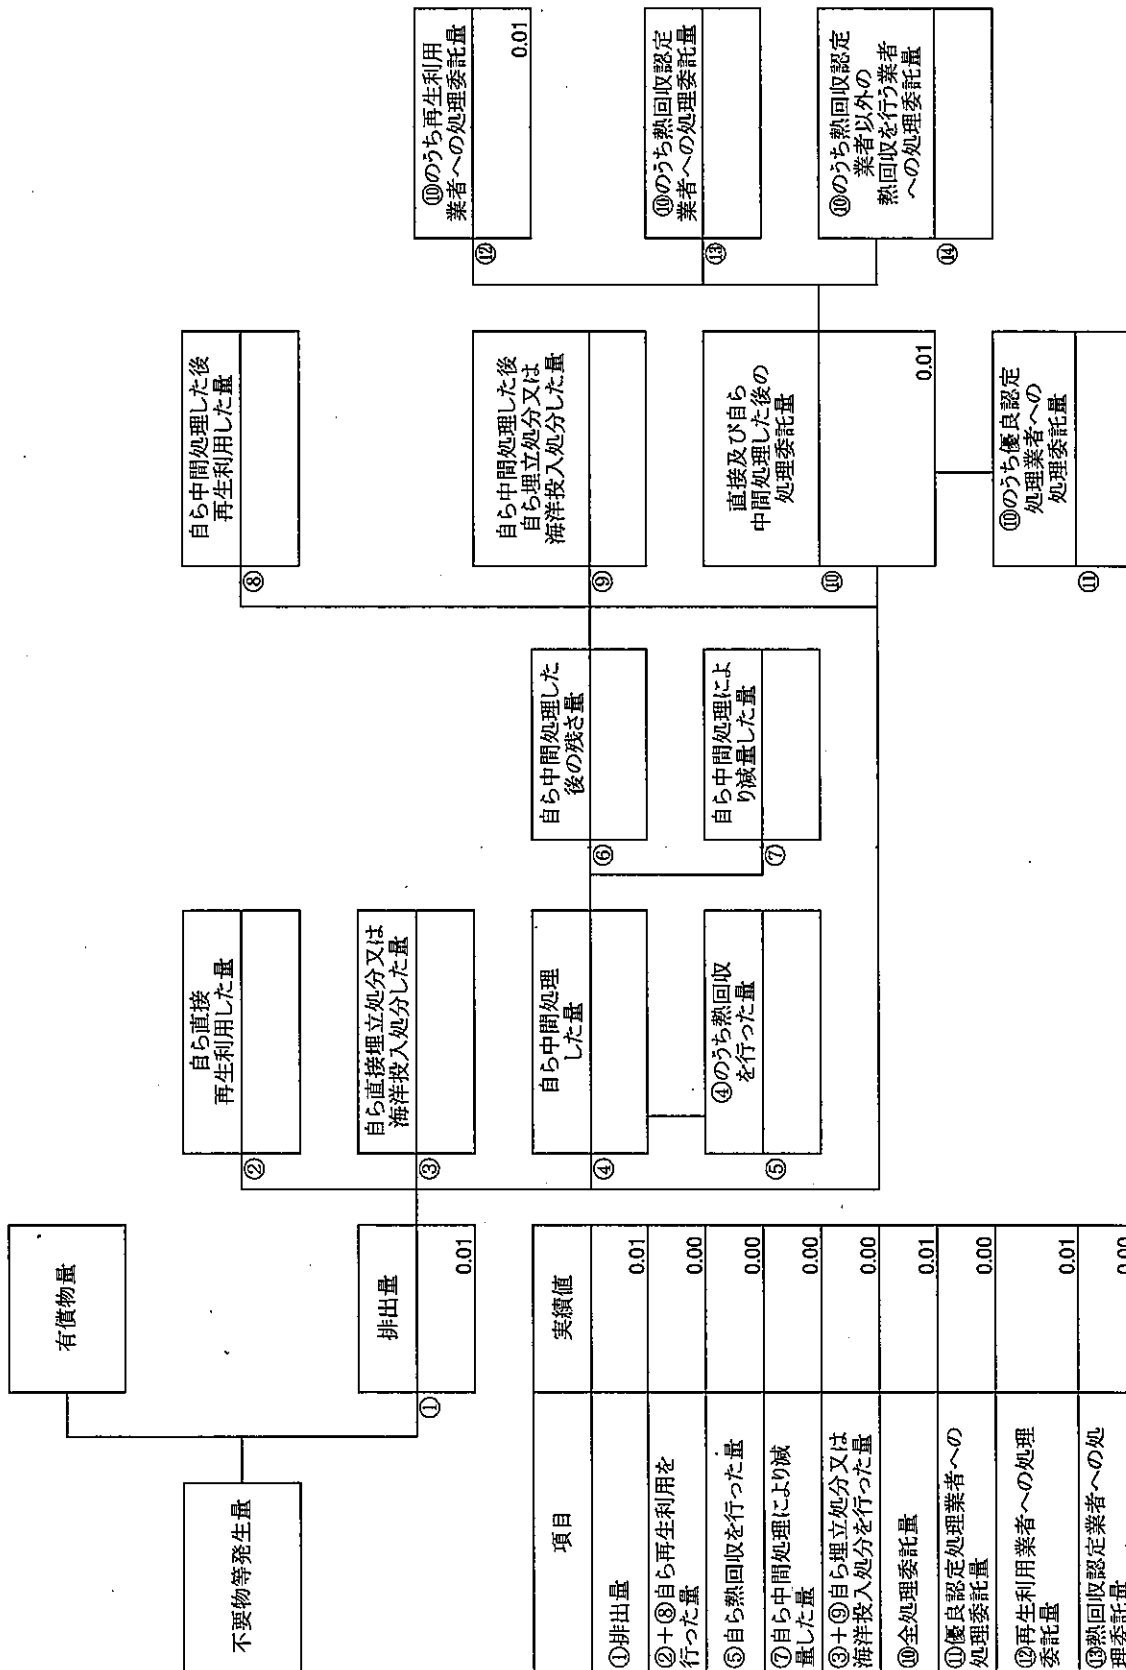 不要物等発生量
有償物量
①
排出量
0.01
②
自ら直接
再生利用した量
③
自ら直接埋立処分又は
海洋投入処分した量
④
自ら中間処理
した量
⑤
④のうち熱回収
を行った量
⑥
自ら中間処理した
後の残さ量
⑦
自ら中間処理によ
り減量した量
⑧
自ら中間処理した後
再生利用した量
⑨
自ら中間処理した後
自ら埋立処分又は
海洋投入処分した量
⑩
直接及び自ら
中間処理した後の
処理委託量
0.01
⑪
⑩のうち優良認定
処理業者への
処理委託量
⑫
⑩のうち再生利用
業者への処理委託量
0.01
⑬
⑩のうち熱回収認定
業者への処理委託量
⑭
⑩のうち熱回収認定
業者以外の
熱回収を行う業者
への処理委託量
項目 実績値
①排出量 0.01
②+⑧自ら再生利用を
行った量 0.00
⑤自ら熱回収を行った量 0.00
⑦自ら中間処理により減
量した量 0.00
③+⑨自ら埋立処分又は
海洋投入処分を行った量 0.00
⑩全処理委託量 0.01
⑪優良認定処理業者への
処理委託量 0.00
⑫再生利用業者への処理
委託量 0.01
⑬熱回収認定業者への処
理委託量 0.00